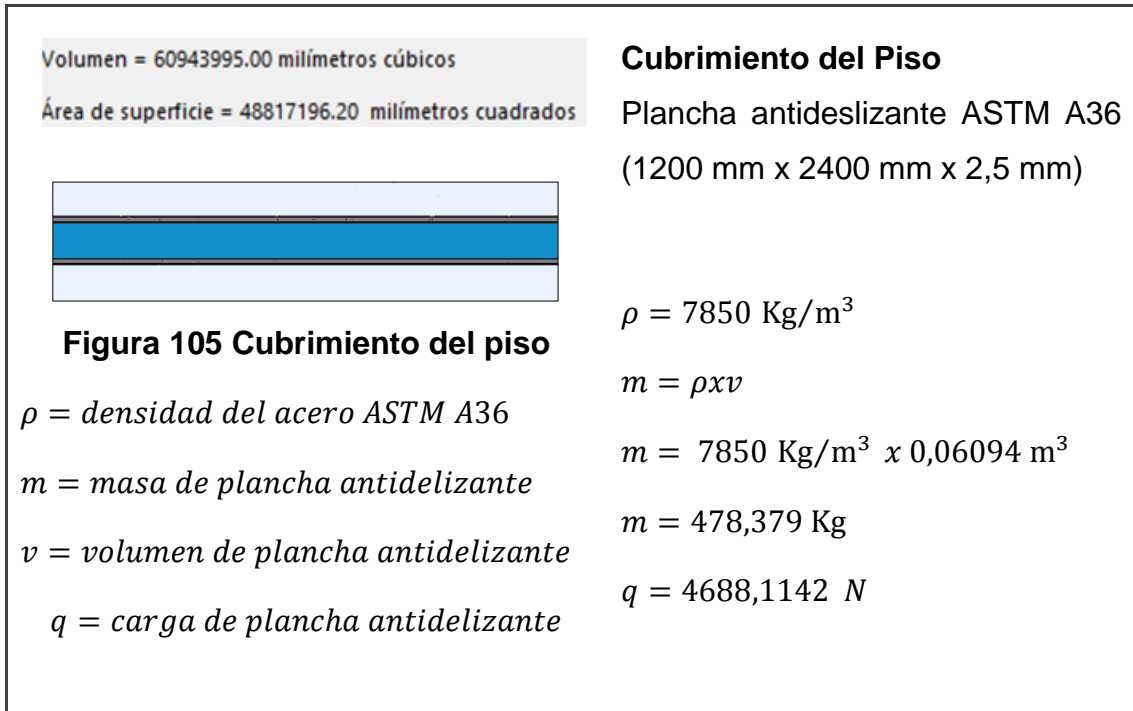 Volumen = 60943995.00 milímetros cúbicos
Área de superficie = 48817196.20 milímetros cuadrados
Figura 105 Cubrimiento del piso
ρ = densidad del acero ASTM A36
m = masa de plancha antidelizante
v = volumen de plancha antidelizante
q = carga de plancha antidelizante
Cubrimiento del Piso
Plancha antideslizante ASTM A36
(1200 mm x 2400 mm x 2,5 mm)
ρ = 7850 Kg/m³
m = ρxv
m = 7850 Kg/m³ x 0,06094 m³
m = 478,379 Kg
q = 4688,1142 N